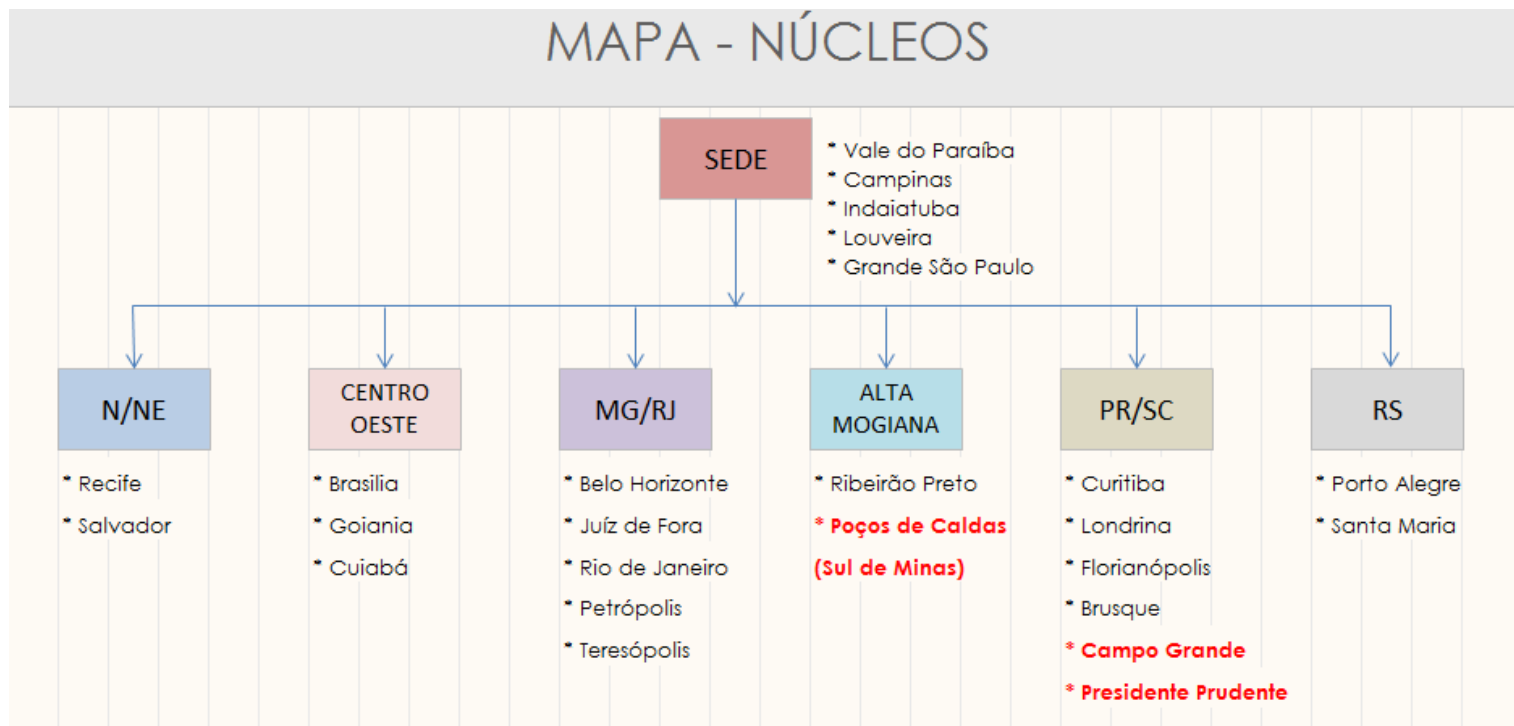 MAPA - NÚCLEOS
SEDE
* Vale do Paraíba
* Campinas
* Indaiatuba
* Louveira
* Grande São Paulo
N/NE
* Recife
* Salvador
CENTRO
OESTE
* Brasilia
* Goiania
* Cuiabá
MG/RJ
* Belo Horizonte
* Juíz de Fora
* Rio de Janeiro
* Petrópolis
* Teresópolis
ALTA
MOGIANA
* Ribeirão Preto
* Poços de Caldas
(Sul de Minas)
PR/SC
* Curitiba
* Londrina
* Florianópolis
* Brusque
* Campo Grande
* Presidente Prudente
RS
* Porto Alegre
* Santa Maria